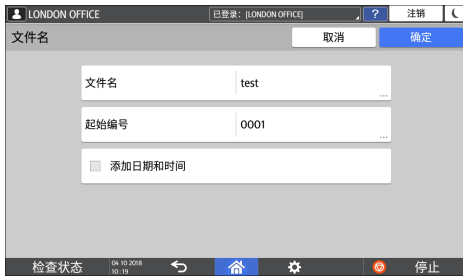 LONDON OFFICE 已登录：[LONDON OFFICE] ? 注销
文件名 取消 确定
文件名 test ...
起始编号 0001 ...
添加日期和时间
检查状态 04 10 2018 停止
10 : 19